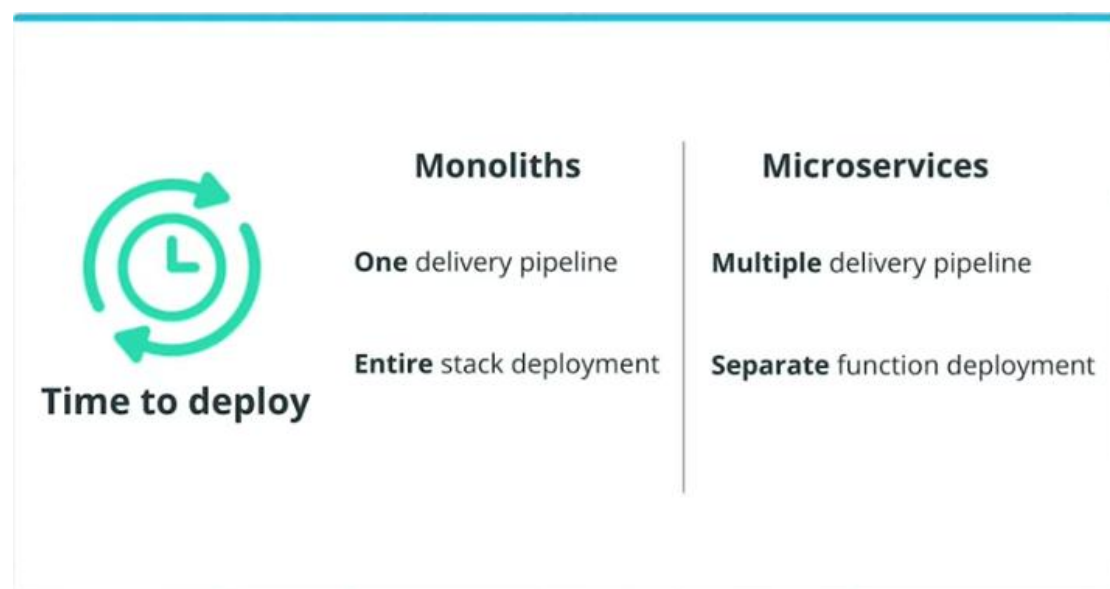 Time to deploy
Monoliths
One delivery pipeline
Entire stack deployment
Microservices
Multiple delivery pipeline
Separate function deployment